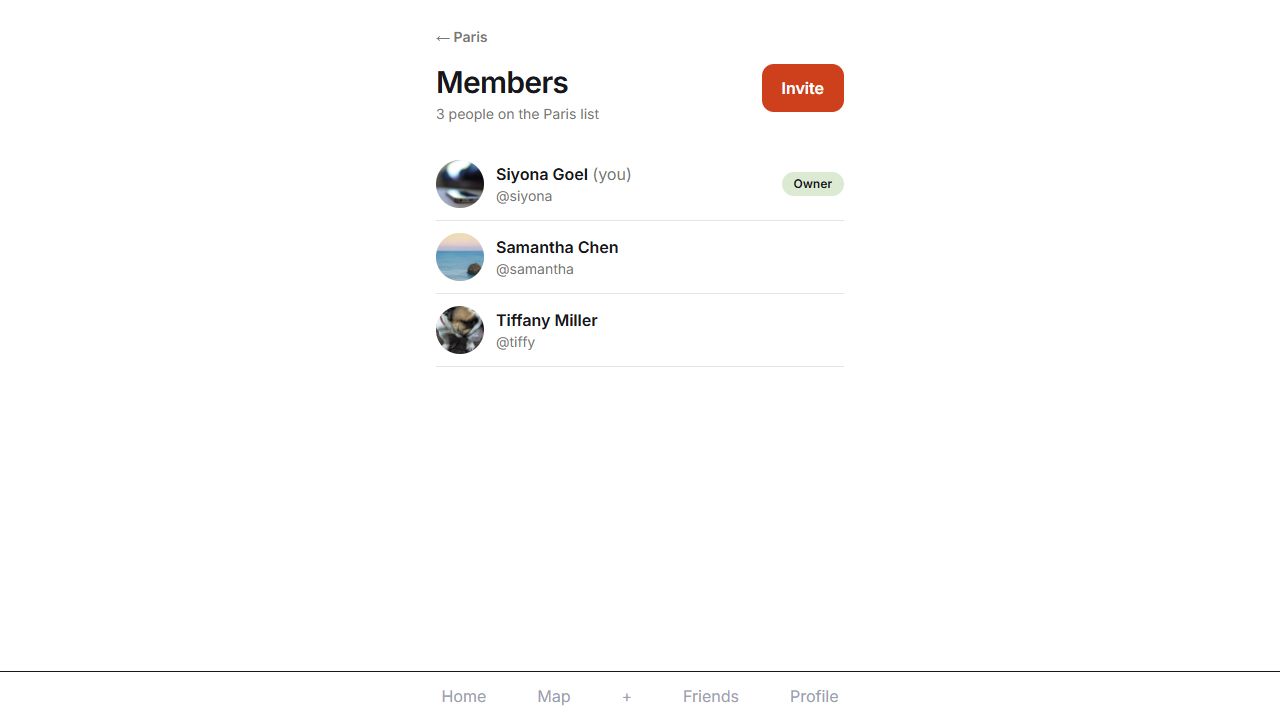 ← Paris
Members
Invite
3 people on the Paris list
Siyona Goel (you)
@siyona
Owner
Samantha Chen
@samantha
Tiffany Miller
@tiffy
Home Map + Friends Profile